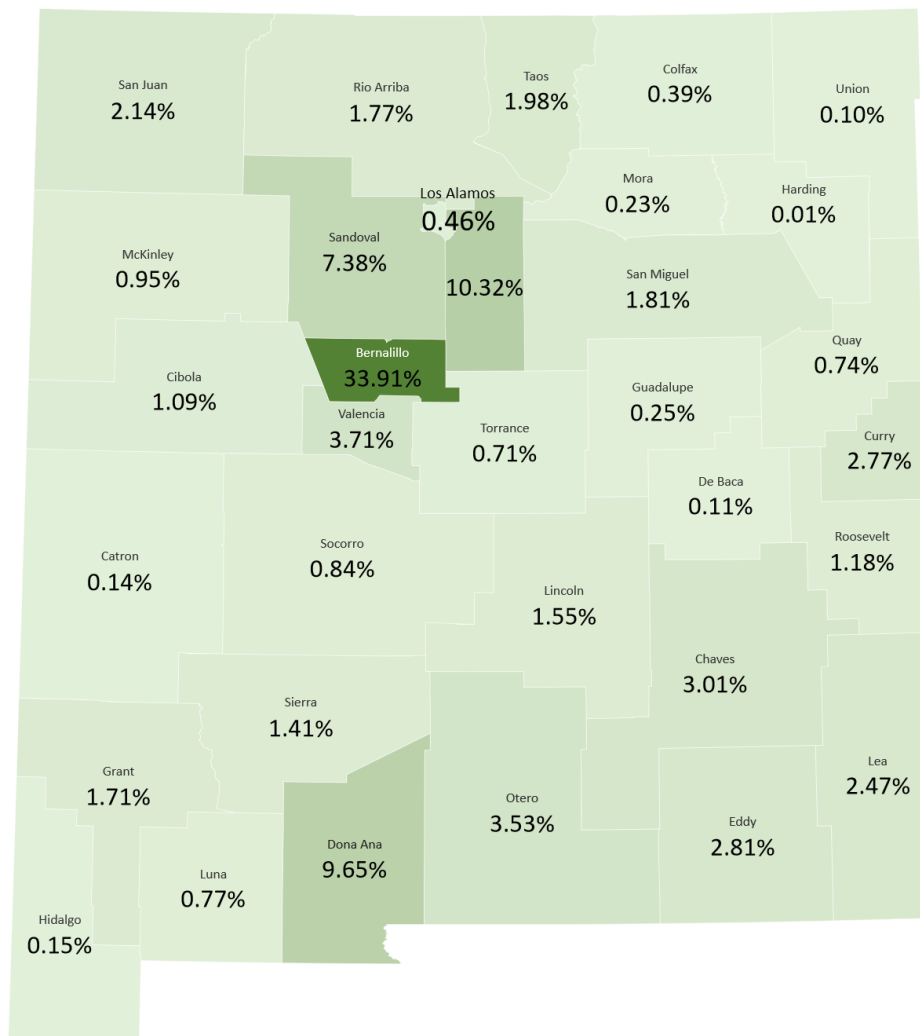 San Juan
2.14%
Rio Arriba
1.77%
Taos
1.98%
Colfax
0.39%
Union
0.10%
Los Alamos
0.46%
Mora
0.23%
Harding
0.01%
McKinley
0.95%
Sandoval
7.38%
10.32%
San Miguel
1.81%
Quay
0.74%
Cibola
1.09%
Bernalillo
33.91%
Valencia
3.71%
Torrance
0.71%
Guadalupe
0.25%
Curry
2.77%
De Baca
0.11%
Roosevelt
1.18%
Catron
0.14%
Socorro
0.84%
Lincoln
1.55%
Chaves
3.01%
Sierra
1.41%
Grant
1.71%
Otero
3.53%
Eddy
2.81%
Lea
2.47%
Dona Ana
9.65%
Luna
0.77%
Hidalgo
0.15%